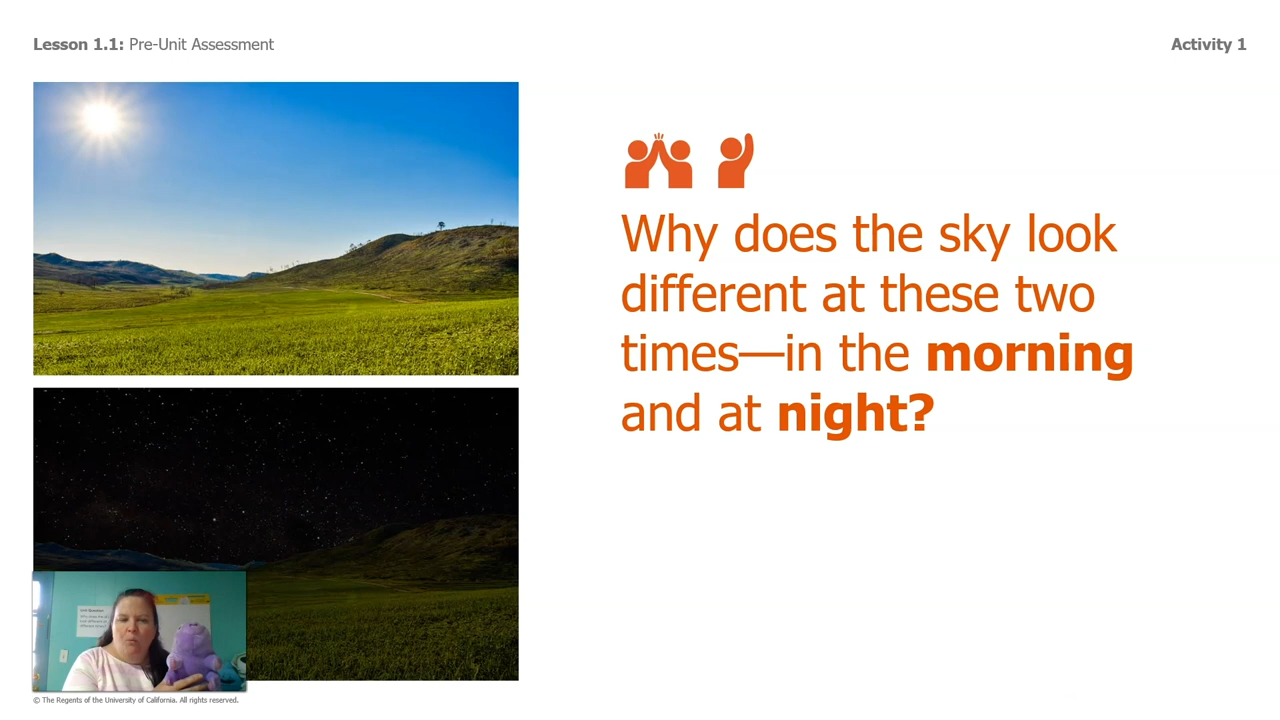 Lesson 1.1: Pre-Unit Assessment
Activity 1
Why does the sky look
different at these two
times—in the morning
and at night?
© The Regents of the University of California. All rights reserved.